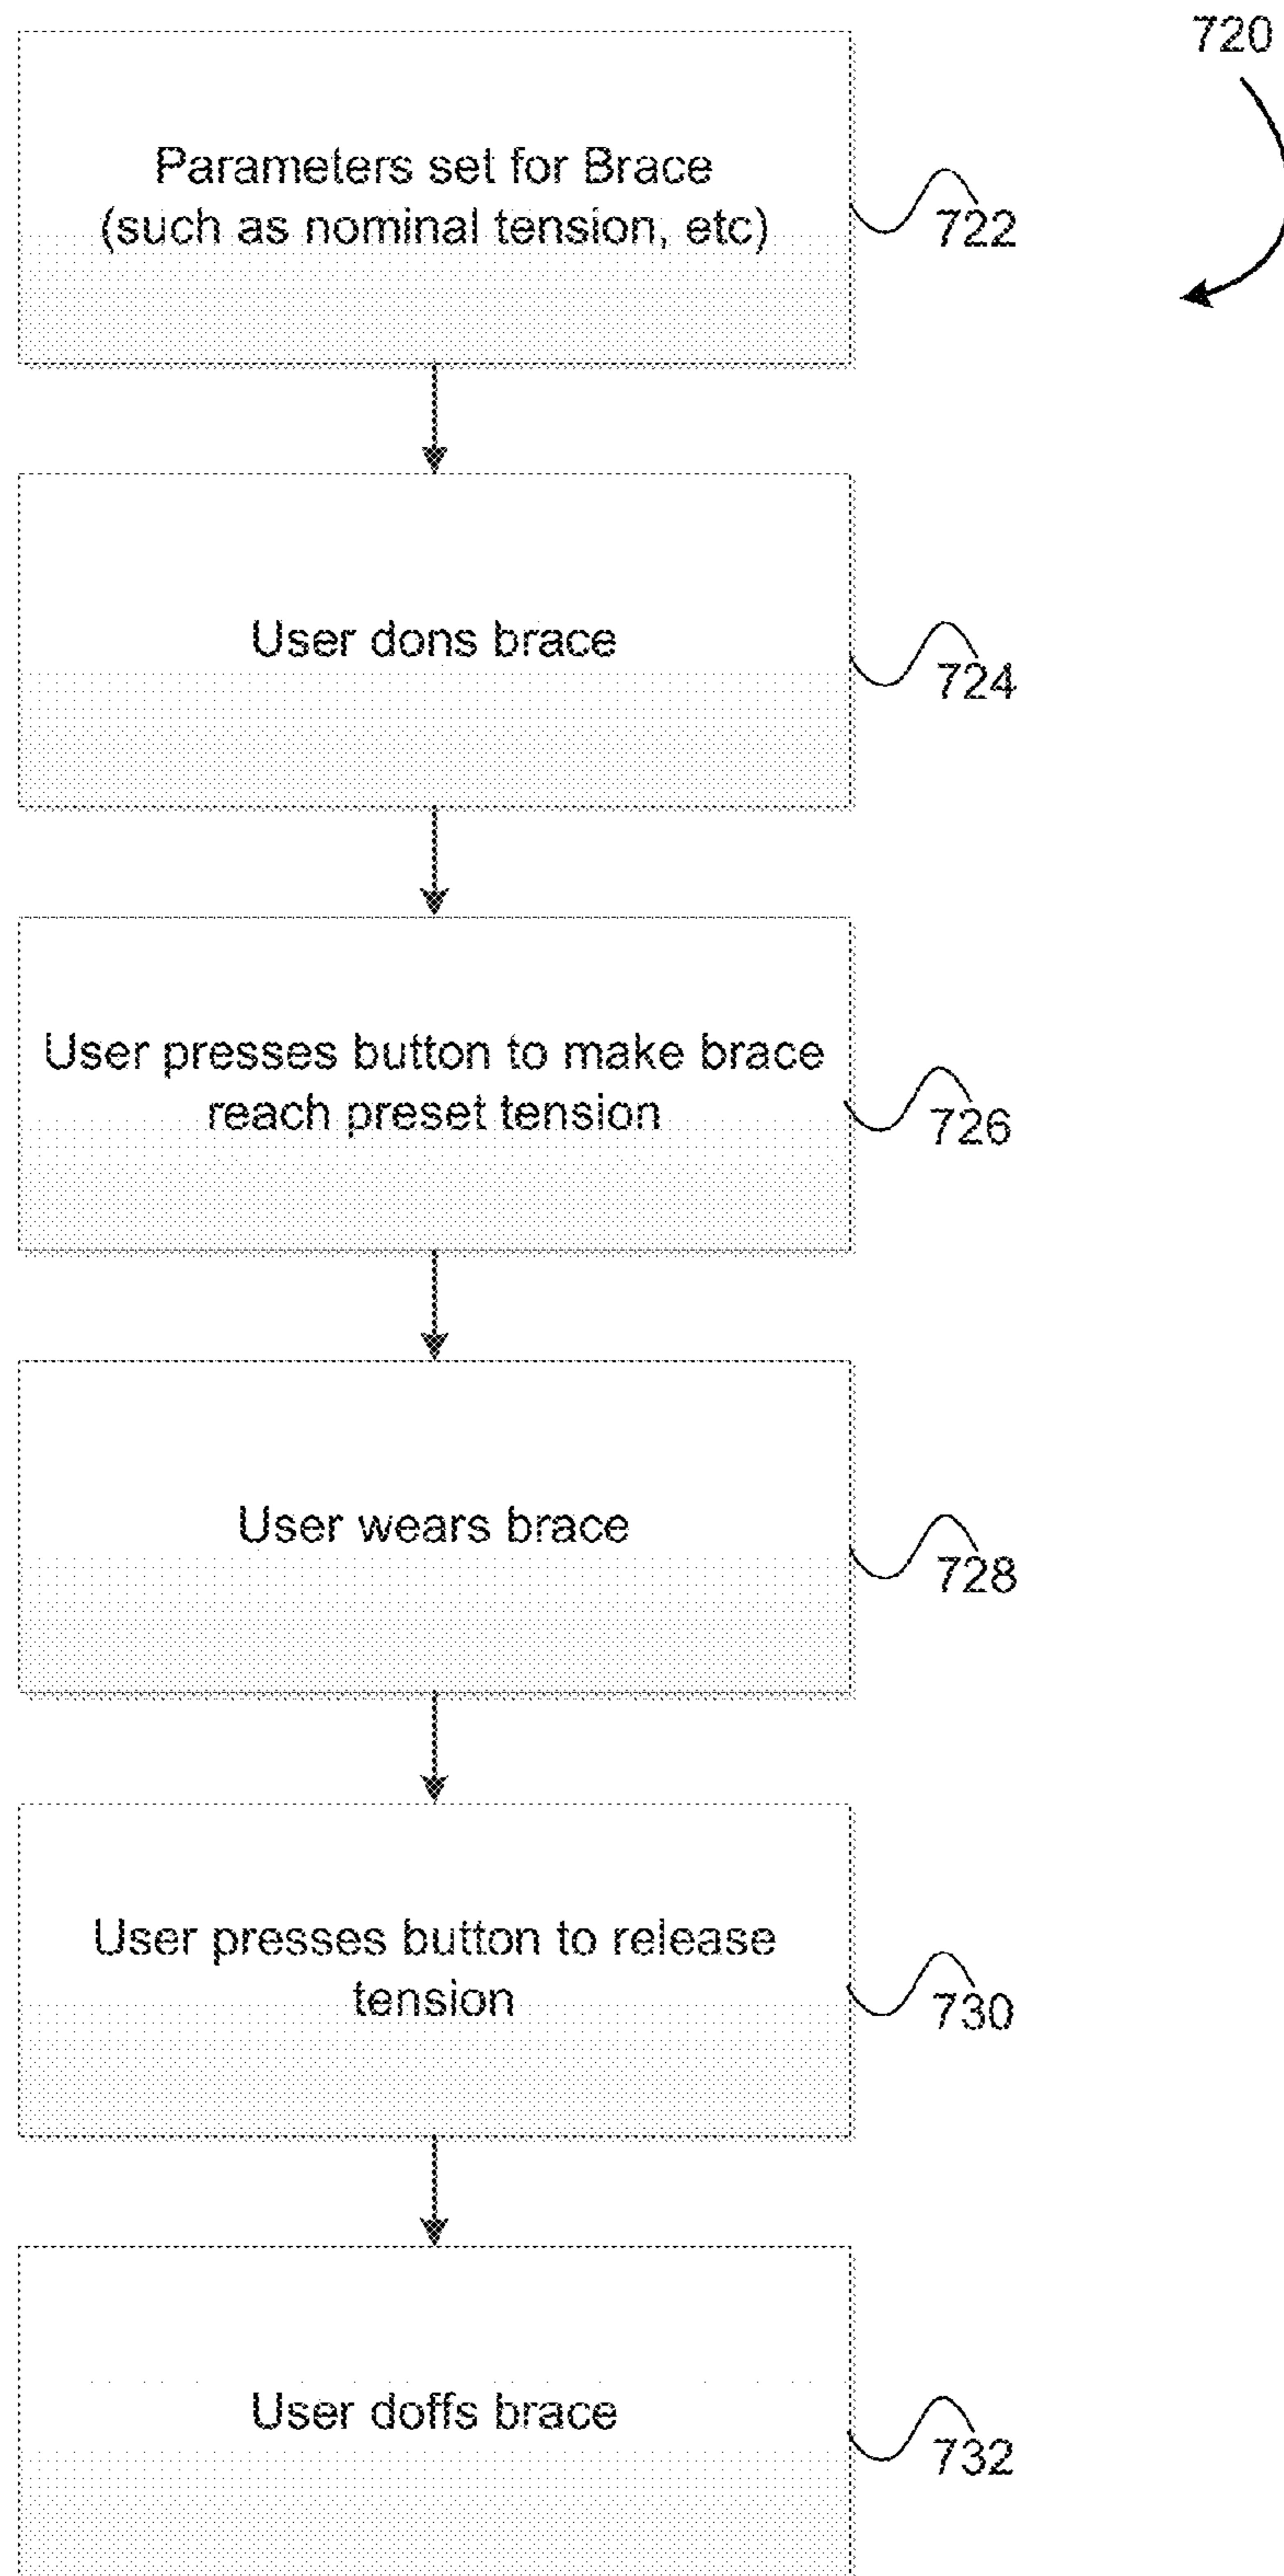 720
Parameters set for Brace
(such as nominal tension, etc)
722
User dons brace
724
User presses button to make brace
reach preset tension
726
User wears brace
728
User presses button to release
tension
730
User doffs brace
732